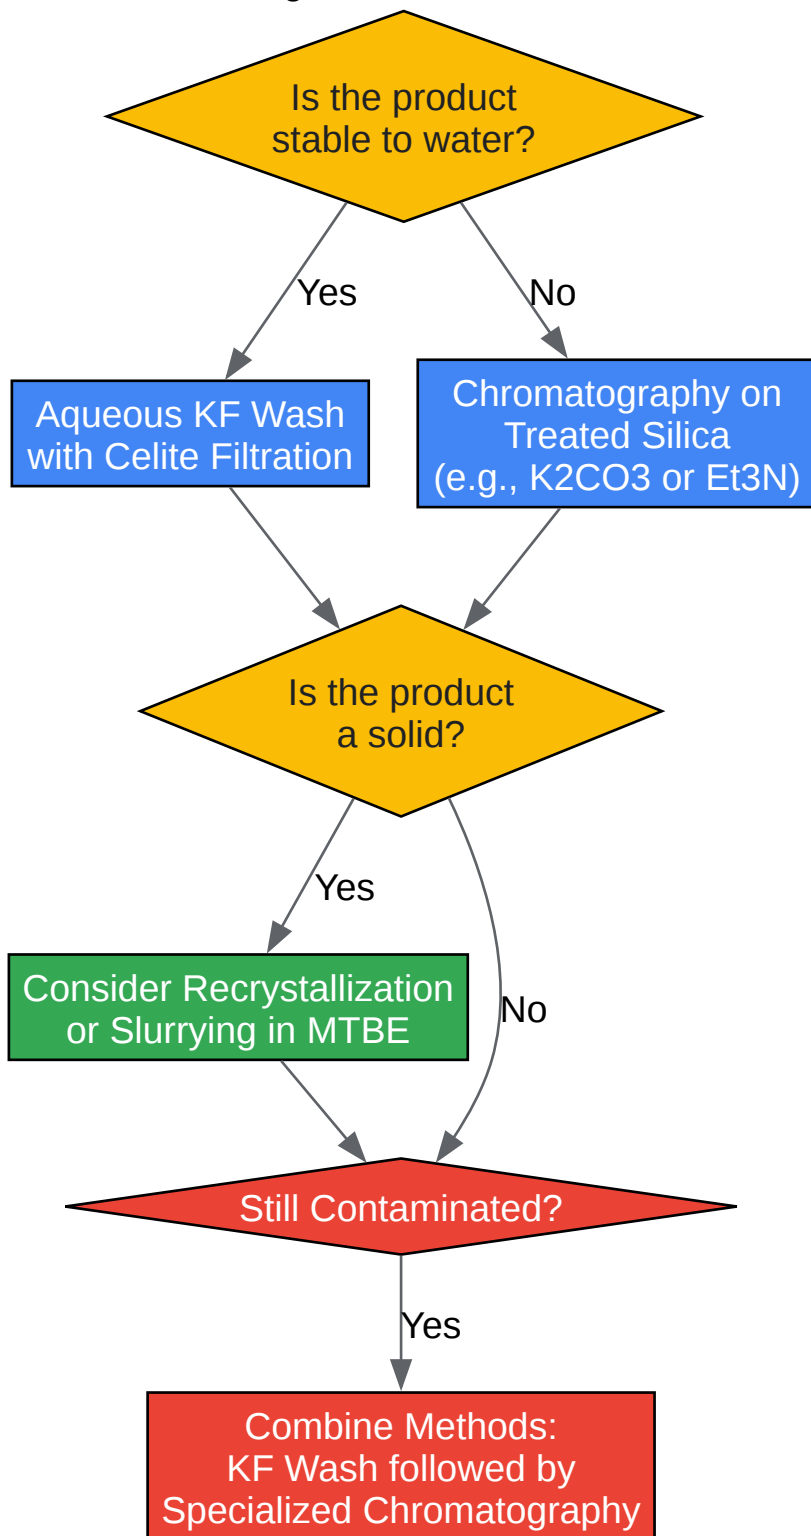 Is the product
stable to water?
Yes
No
Aqueous KF Wash
with Celite Filtration
Chromatography on
Treated Silica
(e.g., K2CO3 or Et3N)
Is the product
a solid?
Yes
Consider Recrystallization
or Slurrying in MTBE
No
Still Contaminated?
Yes
Combine Methods:
KF Wash followed by
Specialized Chromatography